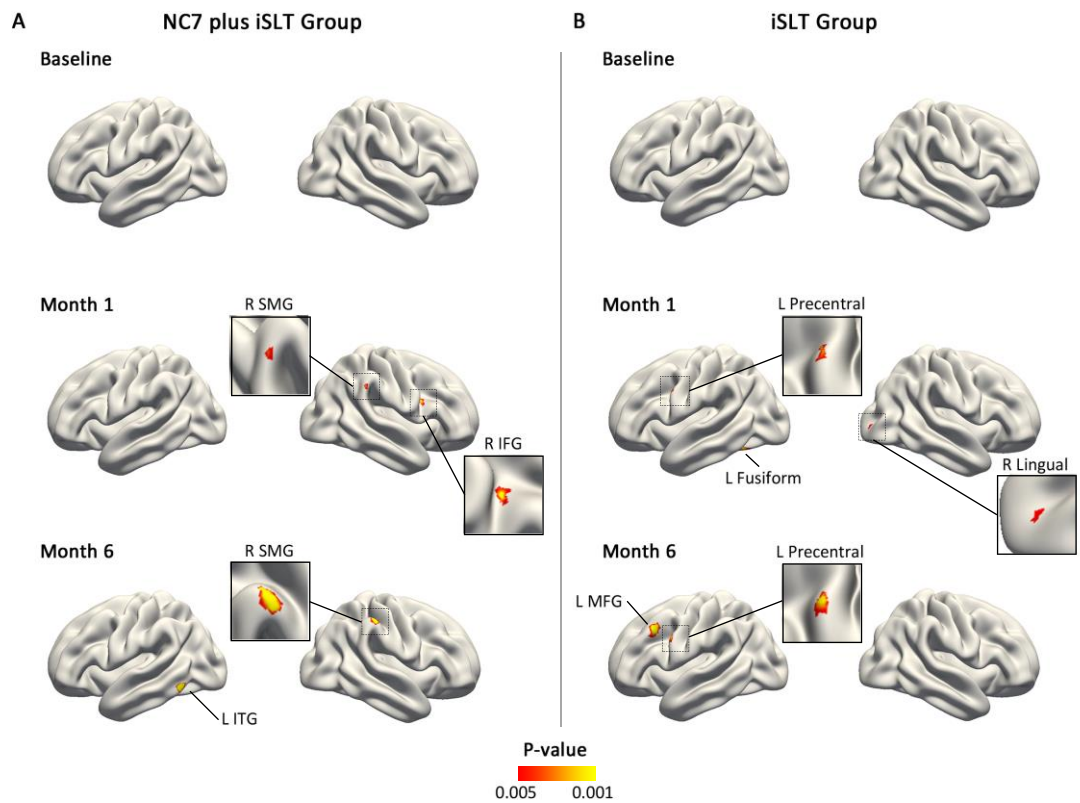 A
NC7 plus iSLT Group
Baseline
Month 1
R SMG
R IFG
Month 6
R SMG
L ITG
B
iSLT Group
Baseline
Month 1
L Precentral
L Fusiform
R Lingual
Month 6
L Precentral
L MFG
P-value
0.005 0.001